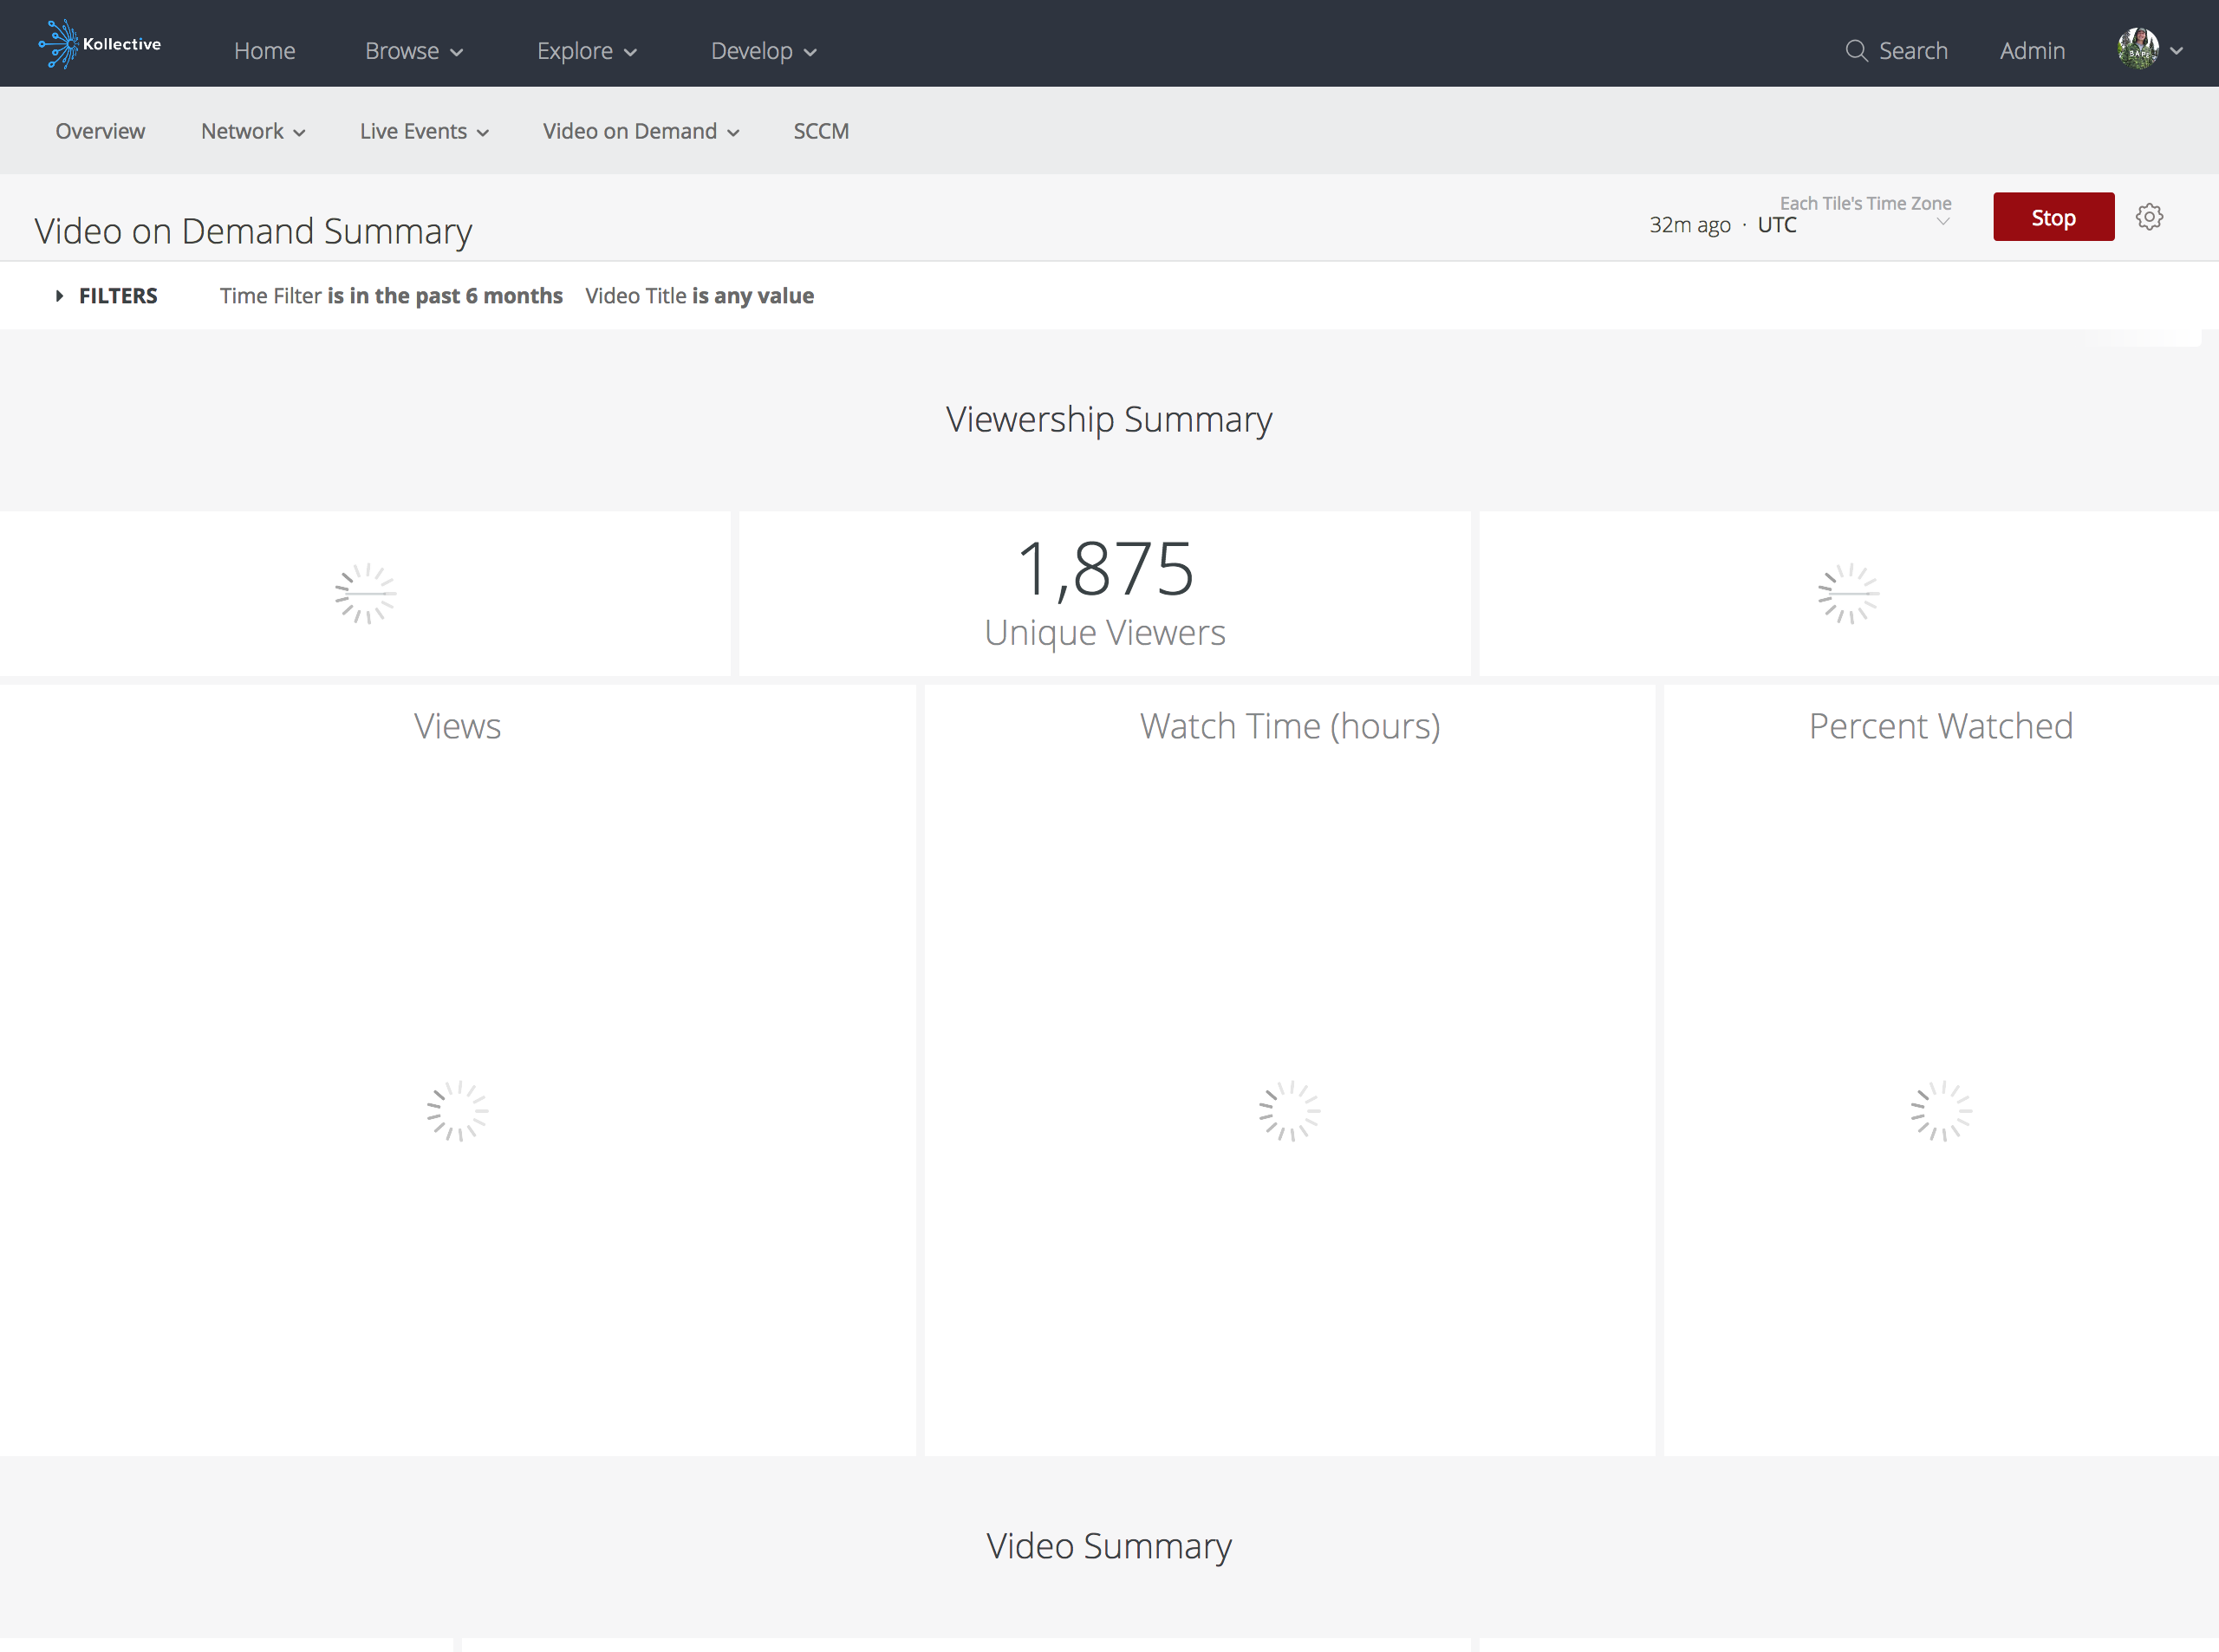 Kollective
Home
Browse
Explore
Develop
Search
Admin
Overview
Network
Live Events
Video on Demand
SCCM
Video on Demand Summary
Each Tile's Time Zone
32m ago · UTC
Stop
FILTERS
Time Filter is in the past 6 months
Video Title is any value
Viewership Summary
1,875
Unique Viewers
Views
Watch Time (hours)
Percent Watched
Video Summary